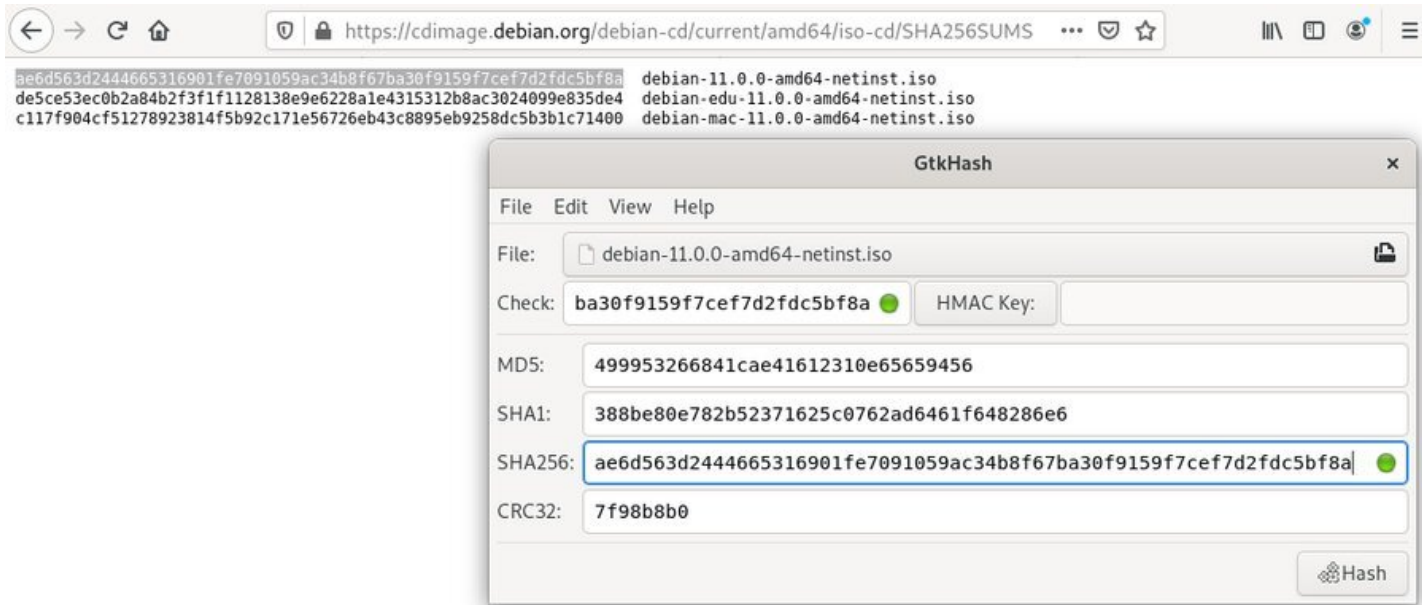 https://cdimage.debian.org/debian-cd/current/amd64/iso-cd/SHA256SUMS
ae6d563d2444665316901fe7091059ac34b8f67ba30f9159f7cef7d2fdc5bf8a debian-11.0.0-amd64-netinst.iso
de5ce53ec0b2a84b2f3f1f1128138e9e6228a1e4315312b8ac3024099e835de4 debian-edu-11.0.0-amd64-netinst.iso
c117f904cf51278923814f5b92c171e56726eb43c8895eb9258dc5b3b1c71400 debian-mac-11.0.0-amd64-netinst.iso
GtkHash
File Edit View Help
File: debian-11.0.0-amd64-netinst.iso
Check: ba30f9159f7cef7d2fdc5bf8a HMAC Key:
MD5: 499953266841cae41612310e65659456
SHA1: 388be80e782b52371625c0762ad6461f648286e6
SHA256: ae6d563d2444665316901fe7091059ac34b8f67ba30f9159f7cef7d2fdc5bf8a
CRC32: 7f98b8b0
Hash